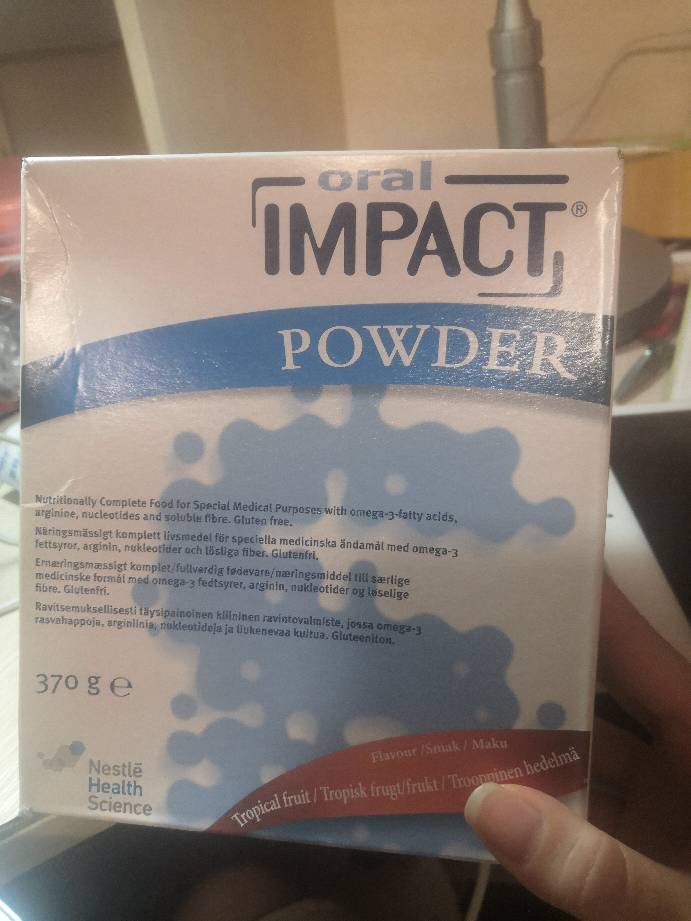 oral
IMPACT®
POWDER
Nutritionally Complete Food for Special Medical Purposes with omega-3-fatty acids,
arginine, nucleotides and soluble fibre. Gluten free.
Näringsmässigt komplett livsmedel för speciella medicinska ändamål med omega-3
fettsyror, arginin, nukleotider och lösliga fiber. Glutenfri.
Ernæringsmæssigt komplet/fullverdig fødevare/næringsmiddel till særlige
medicinske formål med omega-3 fedtsyrer, arginin, nukleotider og løselige
fibre. Glutenfri.
Ravitsemuksellisesti täysipainoinen kliininen ravintovalmiste, jossa omega-3
rasvahappoja, arginiinia, nukleotideja ja liukenevaa kuitua. Gluteeniton.
370 g ℮
Nestlé
Health
Science
Flavour /Smak / Maku
Tropical fruit / Tropisk frugt/frukt / Trooppinen hedelmä